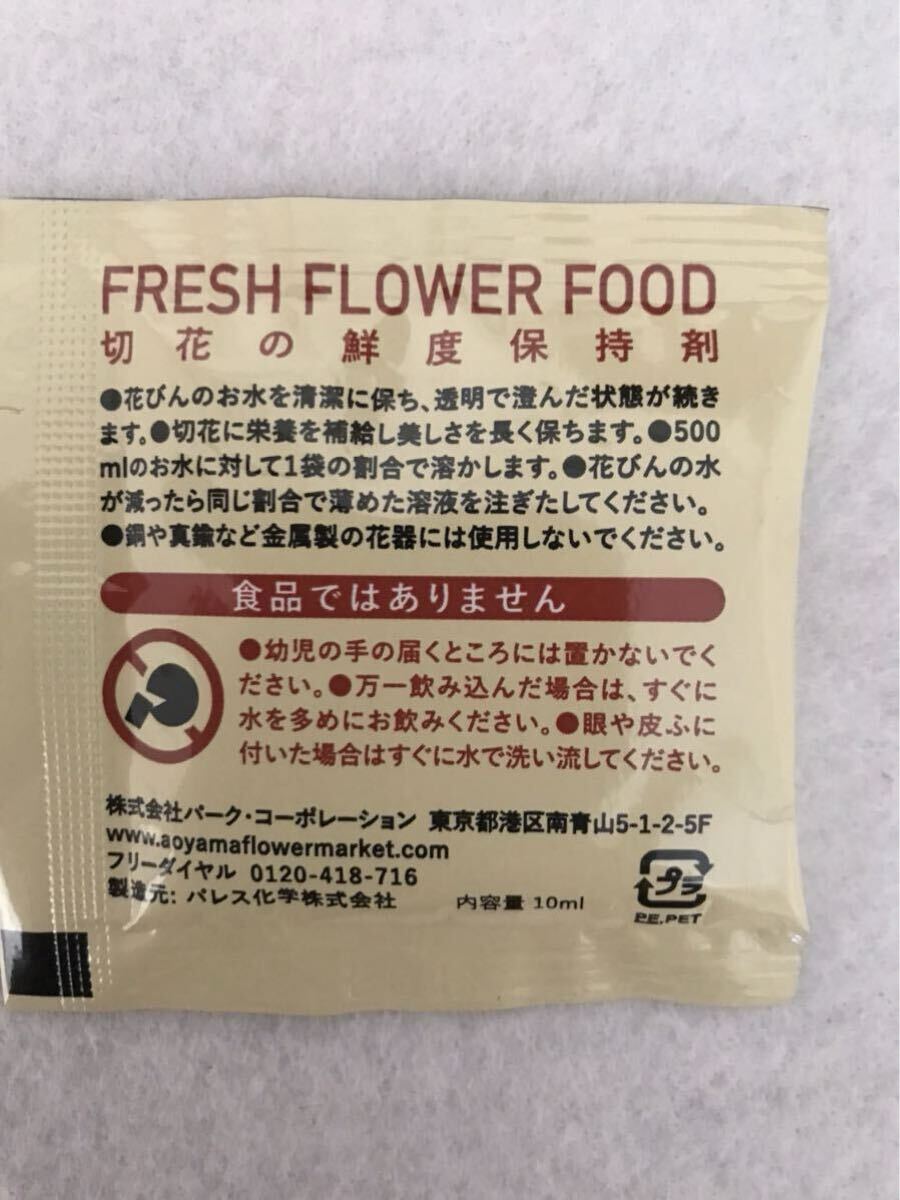 FRESH FLOWER FOOD
切花の鮮度保持剤
●花びんのお水を清潔に保ち、透明で澄んだ状態が続き
ます。●切花に栄養を補給し美しさを長く保ちます。●500
mlのお水に対して1袋の割合で溶かします。●花びんの水
が減ったら同じ割合で薄めた溶液を注ぎたしてください。
●銅や真鍮など金属製の花器には使用しないでください。
食品ではありません
●幼児の手の届くところには置かないでく
ださい。●万一飲み込んだ場合は、すぐに
水を多めにお飲みください。●眼や皮ふに
付いた場合はすぐに水で洗い流してください。
株式会社パーク・コーポレーション 東京都港区南青山5-1-2-5F
www.aoyamaflowermarket.com
フリーダイヤル 0120-418-716
製造元: パレス化学株式会社 内容量 10ml
プラ
PE,PET